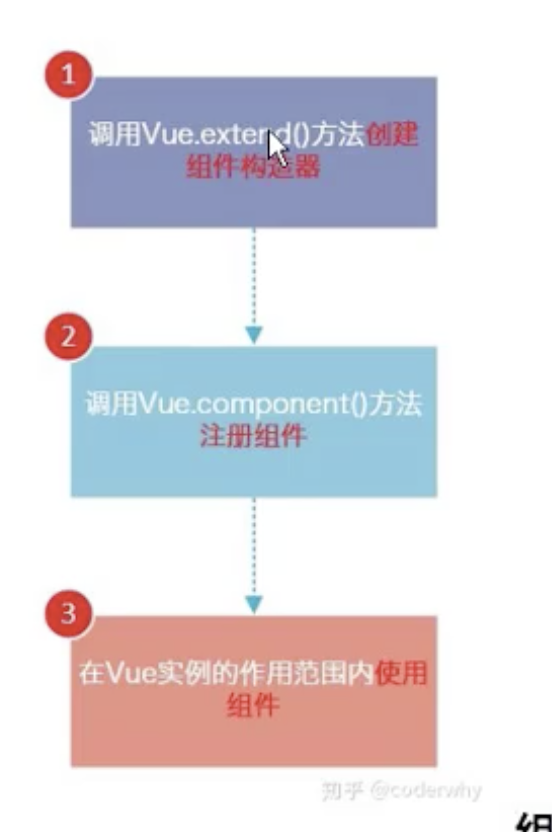 1
调用Vue.extend()方法创建
组件构造器
2
调用Vue.component()方法
注册组件
3
在Vue实例的作用范围内使用
组件
知乎 @coderwhy